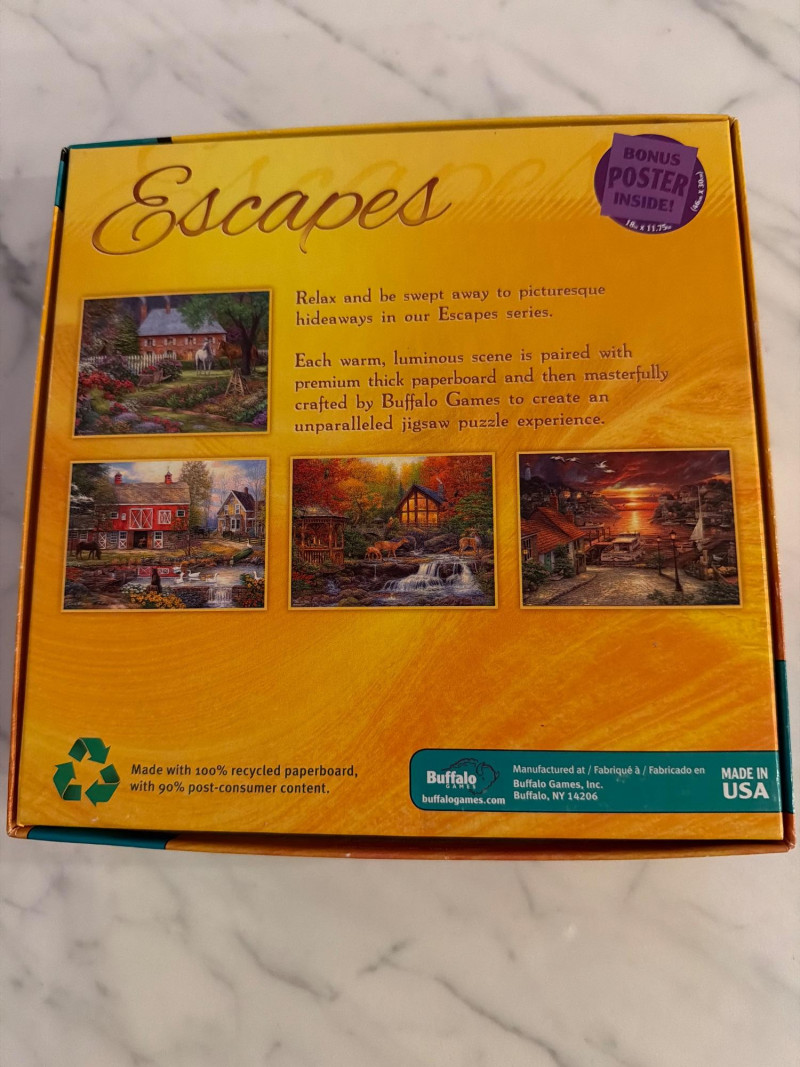 Escapes
BONUS
POSTER
INSIDE!
18in x 11.75in
Relax and be swept away to picturesque
hideaways in our Escapes series.
Each warm, luminous scene is paired with
premium thick paperboard and then masterfully
crafted by Buffalo Games to create an
unparalleled jigsaw puzzle experience.
Made with 100% recycled paperboard,
with 90% post-consumer content.
Buffalo
GAMES
buffalogames.com
Manufactured at / Fabriqué à / Fabricado en
Buffalo Games, Inc.
Buffalo, NY 14206
MADE IN
USA